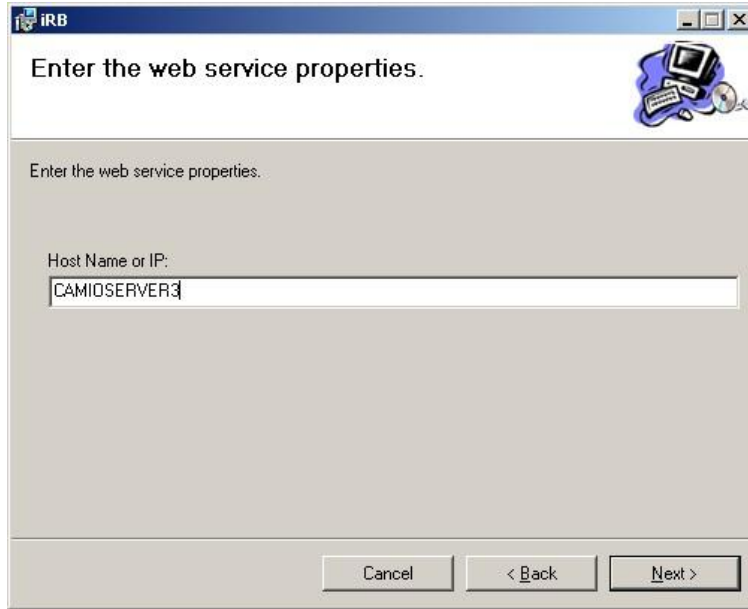 iRB
Enter the web service properties.
Enter the web service properties.
Host Name or IP:
CAMIOSERVER3
Cancel
< Back
Next >